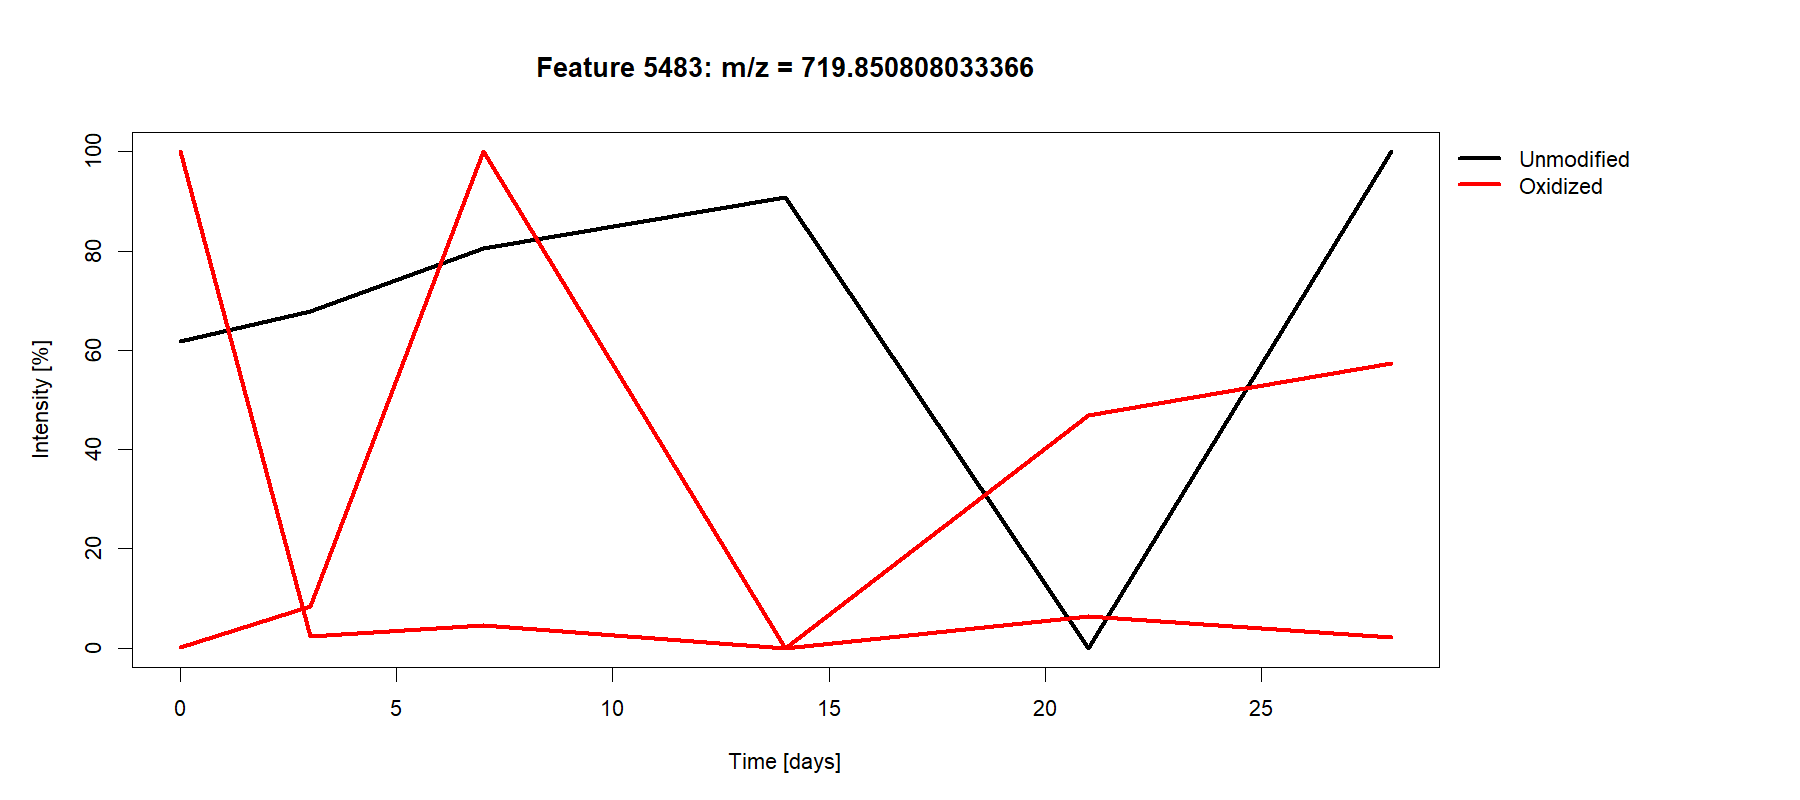 Feature 5483: m/z = 719.850808033366
Unmodified
Oxidized
Intensity [%]
100
80
60
40
20
0
0 5 10 15 20 25
Time [days]